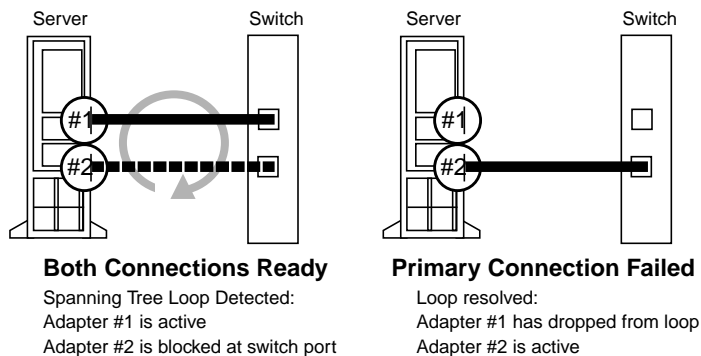 Server
Switch
#1
#2
Both Connections Ready
Spanning Tree Loop Detected:
Adapter #1 is active
Adapter #2 is blocked at switch port
Server
Switch
#1
#2
Primary Connection Failed
Loop resolved:
Adapter #1 has dropped from loop
Adapter #2 is active